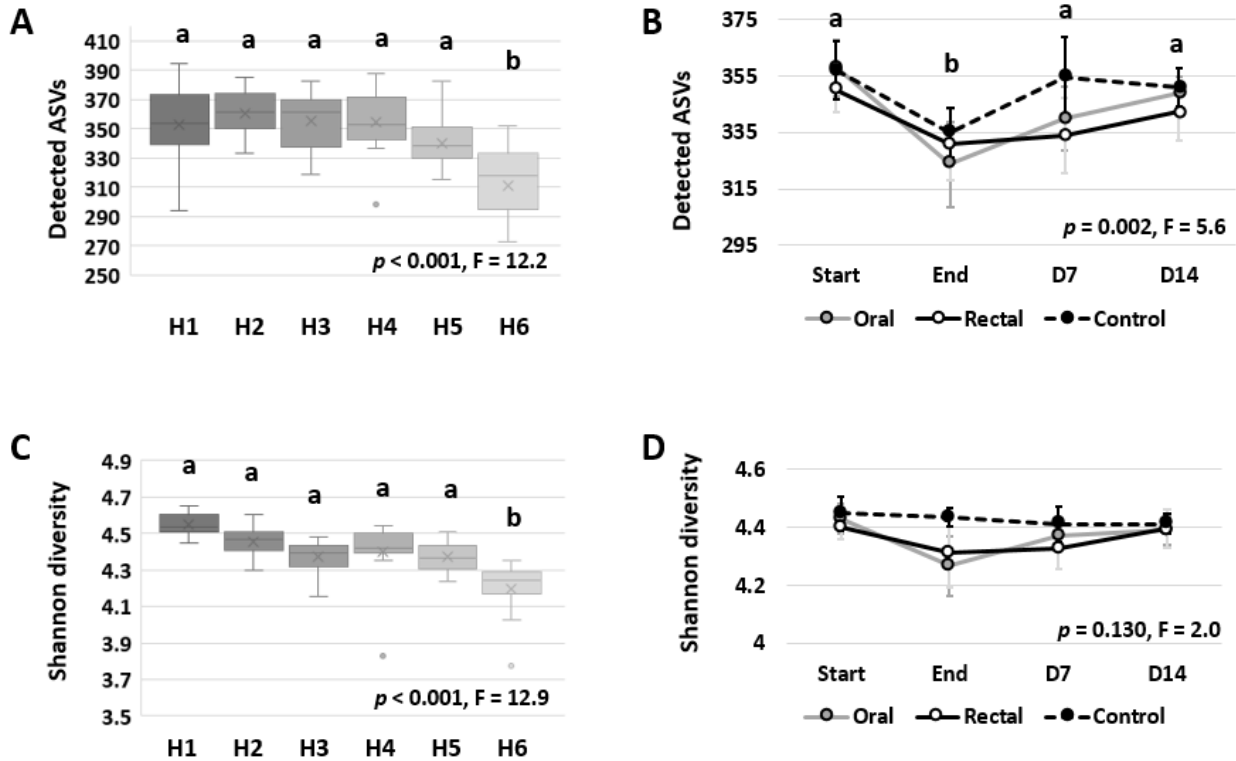 A
Detected ASVs
410
390
370
350
330
310
290
270
250
a a a a a b
p < 0.001, F = 12.2
H1 H2 H3 H4 H5 H6
B
Detected ASVs
375
355
335
315
295
a b a a
p = 0.002, F = 5.6
Start End D7 D14
Oral Rectal Control
C
Shannon diversity
4.9
4.7
4.5
4.3
4.1
3.9
3.7
3.5
a a a a a b
p < 0.001, F = 12.9
H1 H2 H3 H4 H5 H6
D
Shannon diversity
4.6
4.4
4.2
4
p = 0.130, F = 2.0
Start End D7 D14
Oral Rectal Control